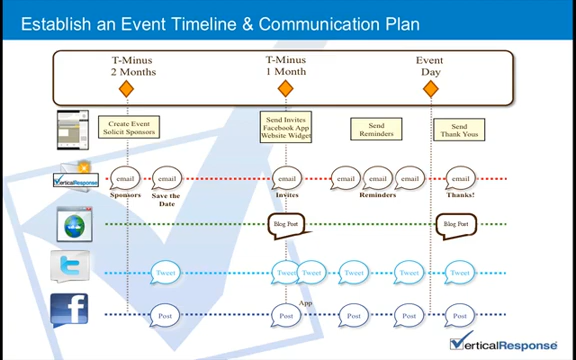 Establish an Event Timeline & Communication Plan
T-Minus
2 Months
T-Minus
1 Month
Event
Day
Create Event
Solicit Sponsors
Send Invites
Facebook App
Website Widget
Send
Reminders
Send
Thank Yous
VerticalResponse
email
email
email
email
email
email
email
Sponsors
Save the
Date
Invites
Reminders
Thanks!
Blog Post
Blog Post
Tweet
Tweet
Tweet
Tweet
Tweet
Tweet
App
Post
Post
Post
Post
Post
VerticalResponse